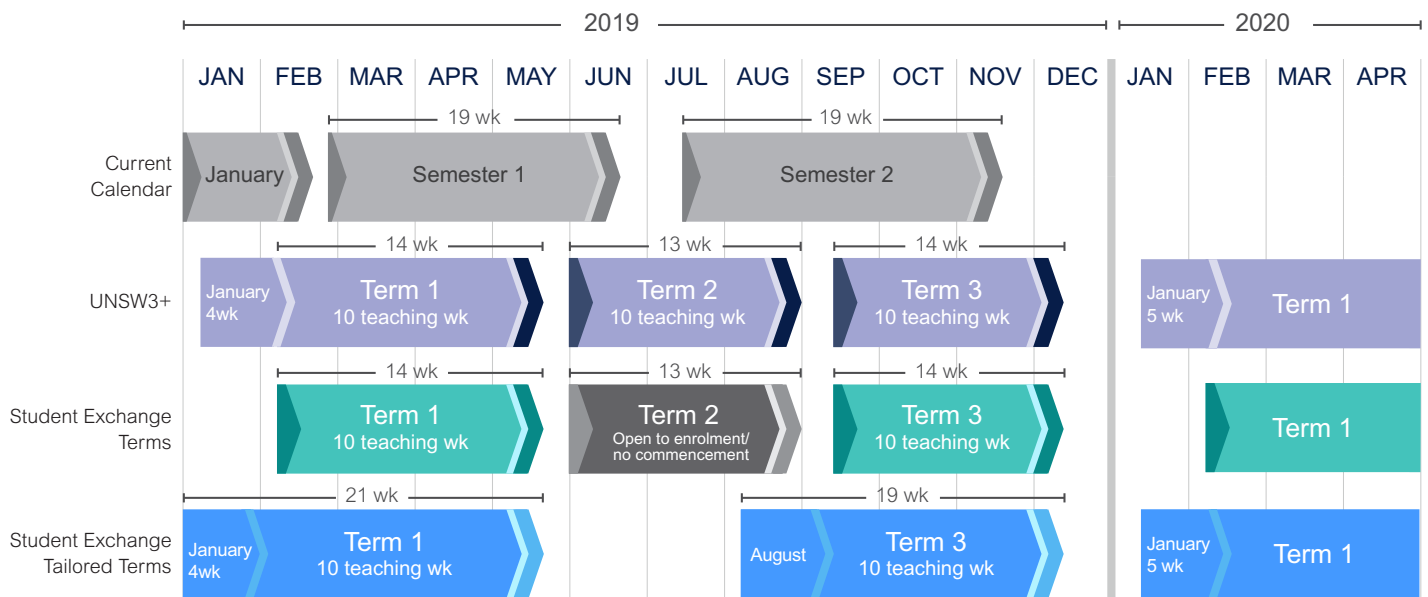 2019
2020
JAN FEB MAR APR MAY JUN JUL AUG SEP OCT NOV DEC JAN FEB MAR APR
19 wk
19 wk
Current
Calendar
January
Semester 1
Semester 2
14 wk
13 wk
14 wk
UNSW3+
January
4wk
Term 1
10 teaching wk
Term 2
10 teaching wk
Term 3
10 teaching wk
January
5 wk
Term 1
14 wk
13 wk
14 wk
Student Exchange
Terms
Term 1
10 teaching wk
Term 2
Open to enrolment/
no commencement
Term 3
10 teaching wk
Term 1
21 wk
19 wk
Student Exchange
Tailored Terms
January
4wk
Term 1
10 teaching wk
August
Term 3
10 teaching wk
January
5 wk
Term 1